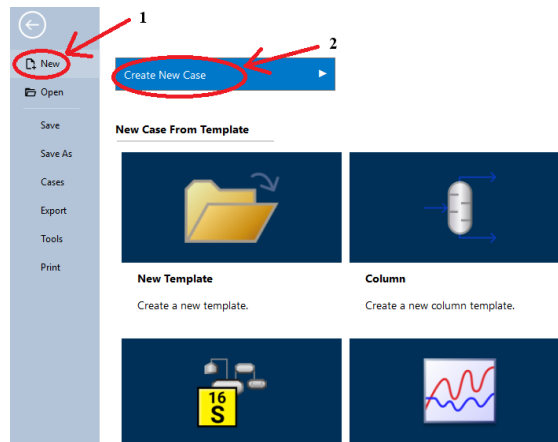 1
New
2
Create New Case
Open
Save
New Case From Template
Save As
Cases
Export
Tools
Print
New Template
Column
Create a new template.
Create a new column template.
16
S